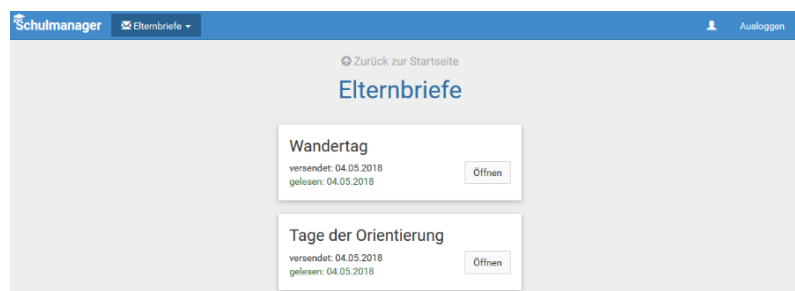 Schulmanager Elternbriefe Ausloggen
Zurück zur Startseite
Elternbriefe
Wandertag
versendet: 04.05.2018
gelesen: 04.05.2018
Öffnen
Tage der Orientierung
versendet: 04.05.2018
gelesen: 04.05.2018
Öffnen